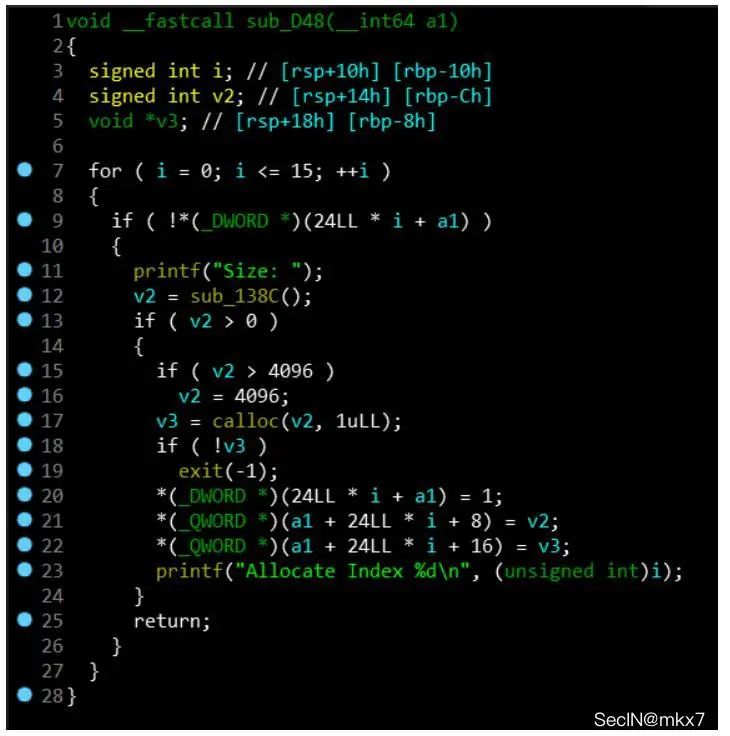 1 void __fastcall sub_D48(__int64 a1)
2 {
3 signed int i; // [rsp+10h] [rbp-10h]
4 signed int v2; // [rsp+14h] [rbp-Ch]
5 void *v3; // [rsp+18h] [rbp-8h]
6
7 for ( i = 0; i <= 15; ++i )
8 {
9 if ( !*(_DWORD *)(24LL * i + a1) )
10 {
11 printf("Size: ");
12 v2 = sub_138C();
13 if ( v2 > 0 )
14 {
15 if ( v2 > 4096 )
16 v2 = 4096;
17 v3 = calloc(v2, 1uLL);
18 if ( !v3 )
19 exit(-1);
20 *(_DWORD *)(24LL * i + a1) = 1;
21 *(_QWORD *)(a1 + 24LL * i + 8) = v2;
22 *(_QWORD *)(a1 + 24LL * i + 16) = v3;
23 printf("Allocate Index %d\n", (unsigned int)i);
24 }
25 return;
26 }
27 }
28 }
SecIN@mkx7